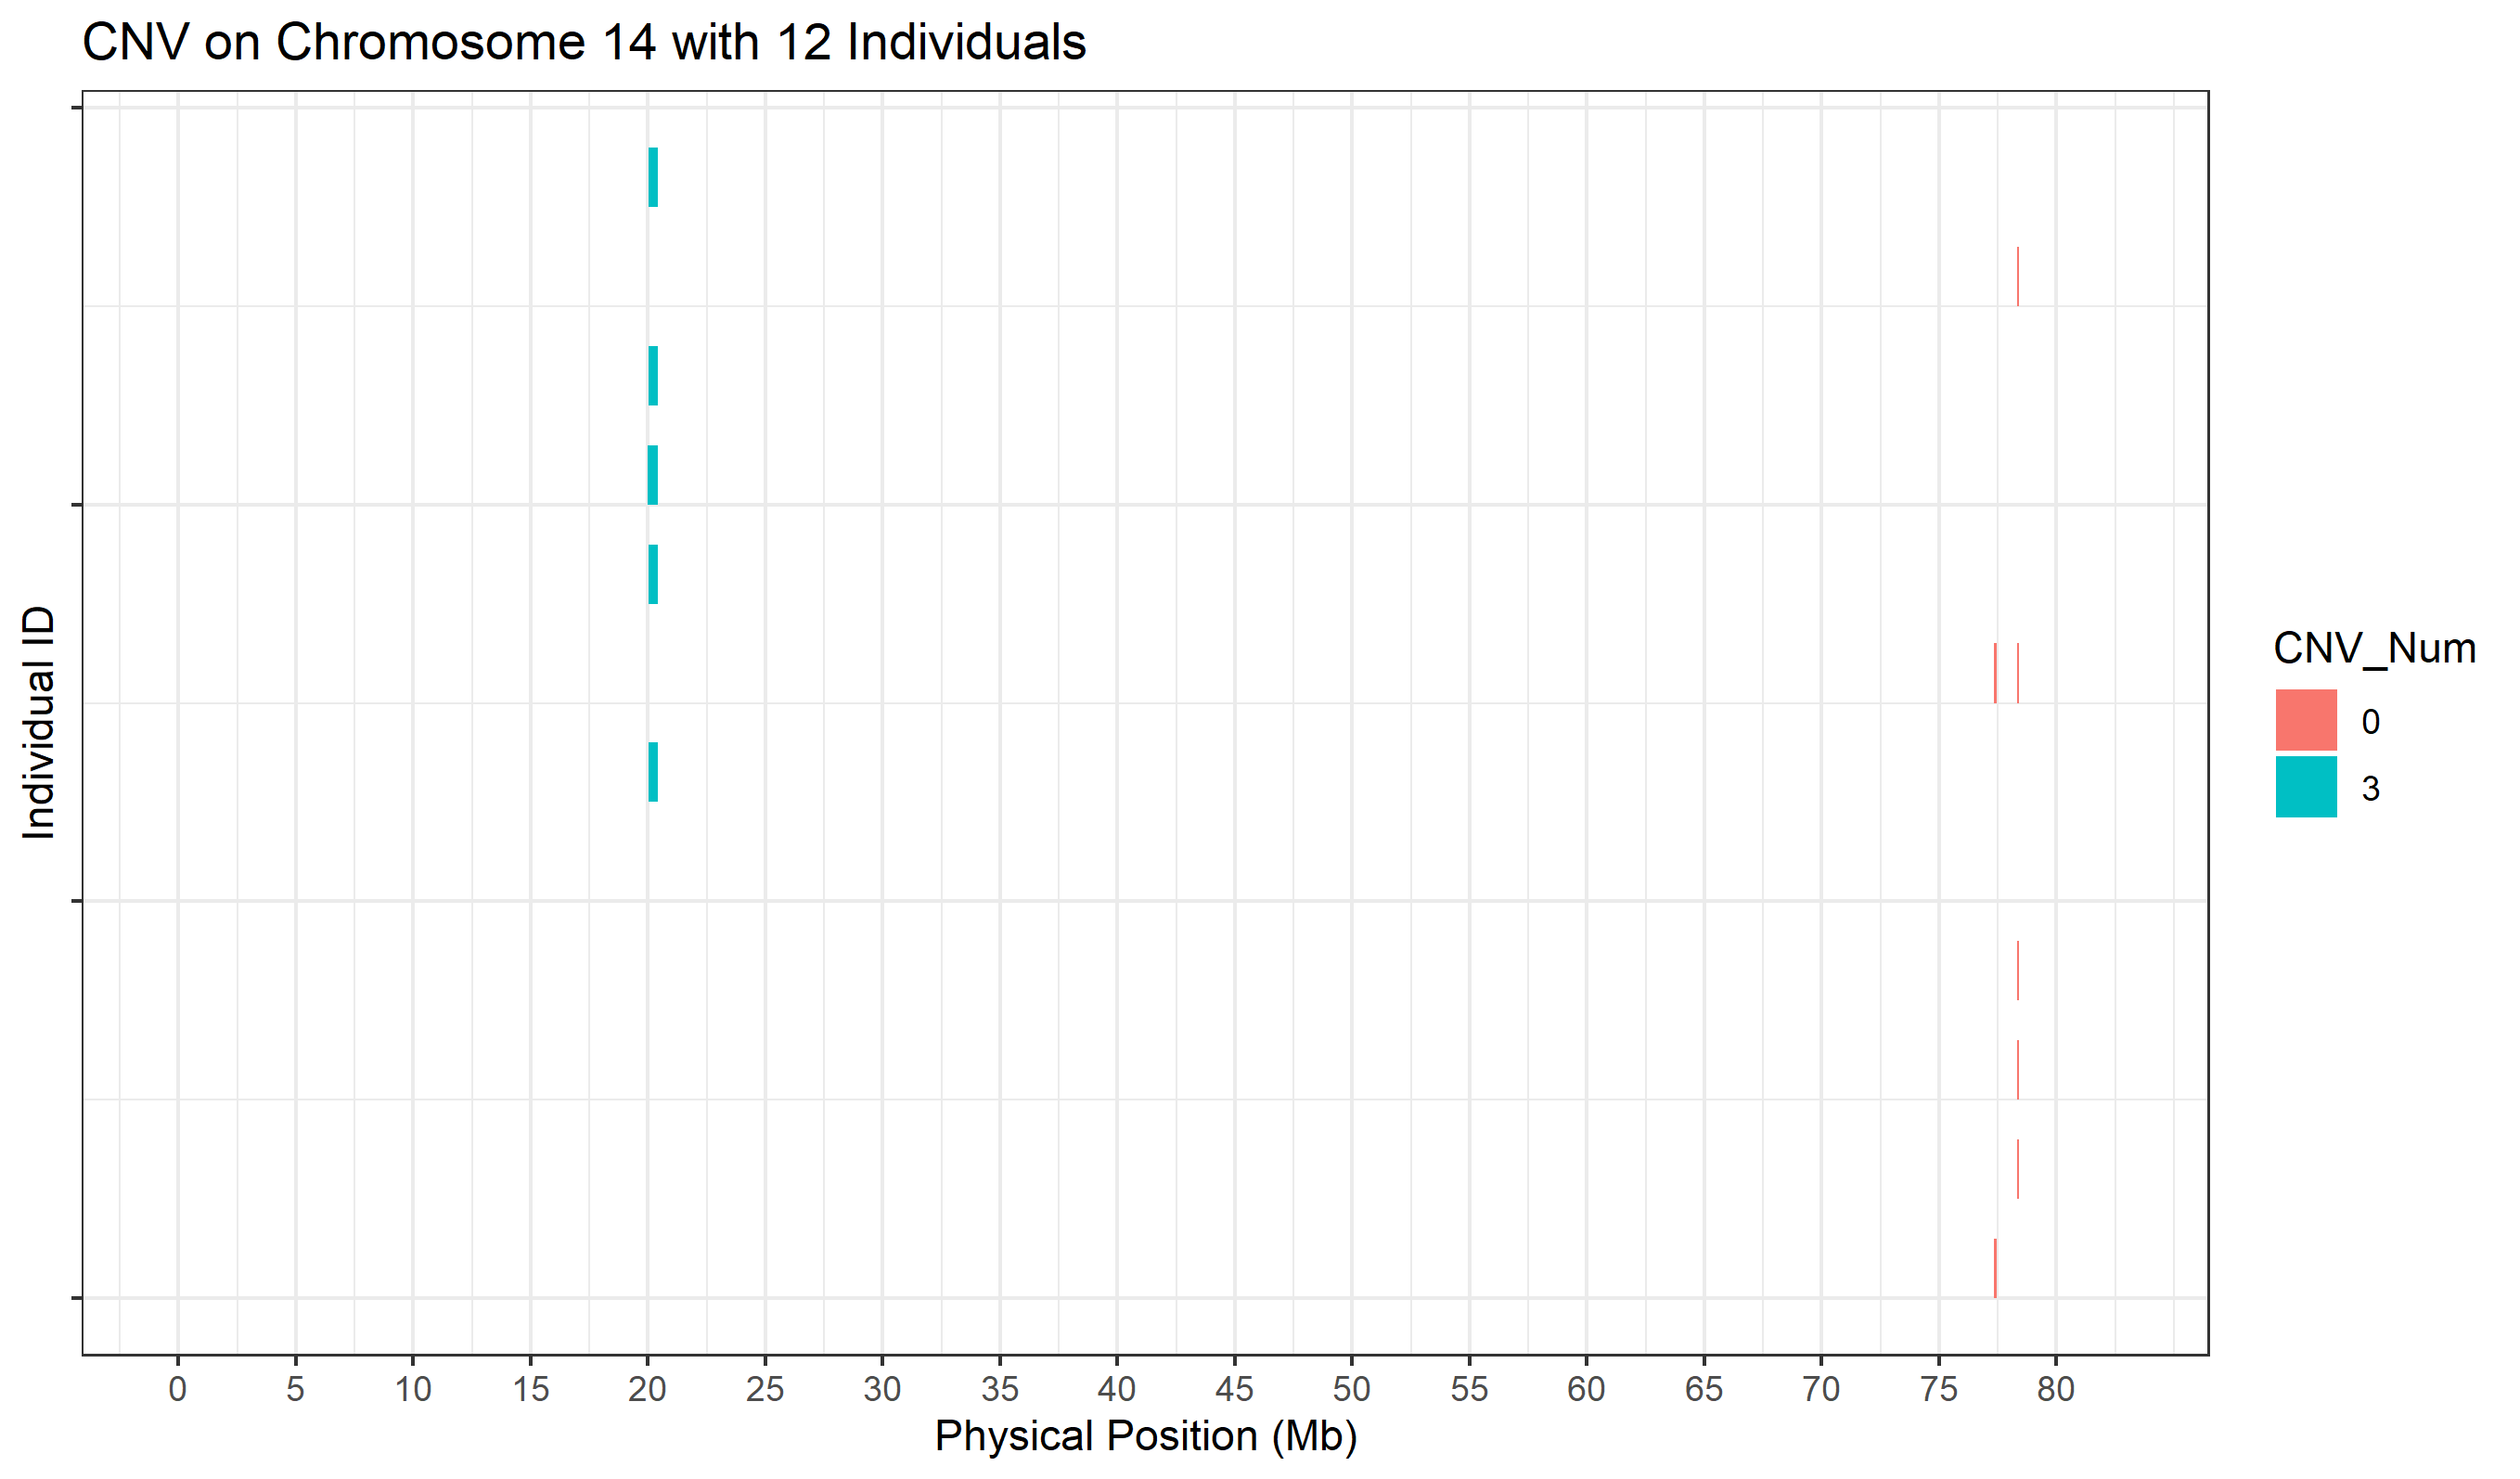 CNV on Chromosome 14 with 12 Individuals
Individual ID
CNV_Num
0
3
0 5 10 15 20 25 30 35 40 45 50 55 60 65 70 75 80
Physical Position (Mb)